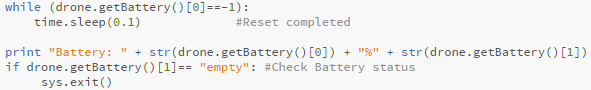 while (drone.getBattery()[0]==-1):
    time.sleep(0.1)            #Reset completed
print "Battery: " + str(drone.getBattery()[0]) + "%" + str(drone.getBattery()[1])
if drone.getBattery()[1]== "empty": #Check Battery status
    sys.exit()